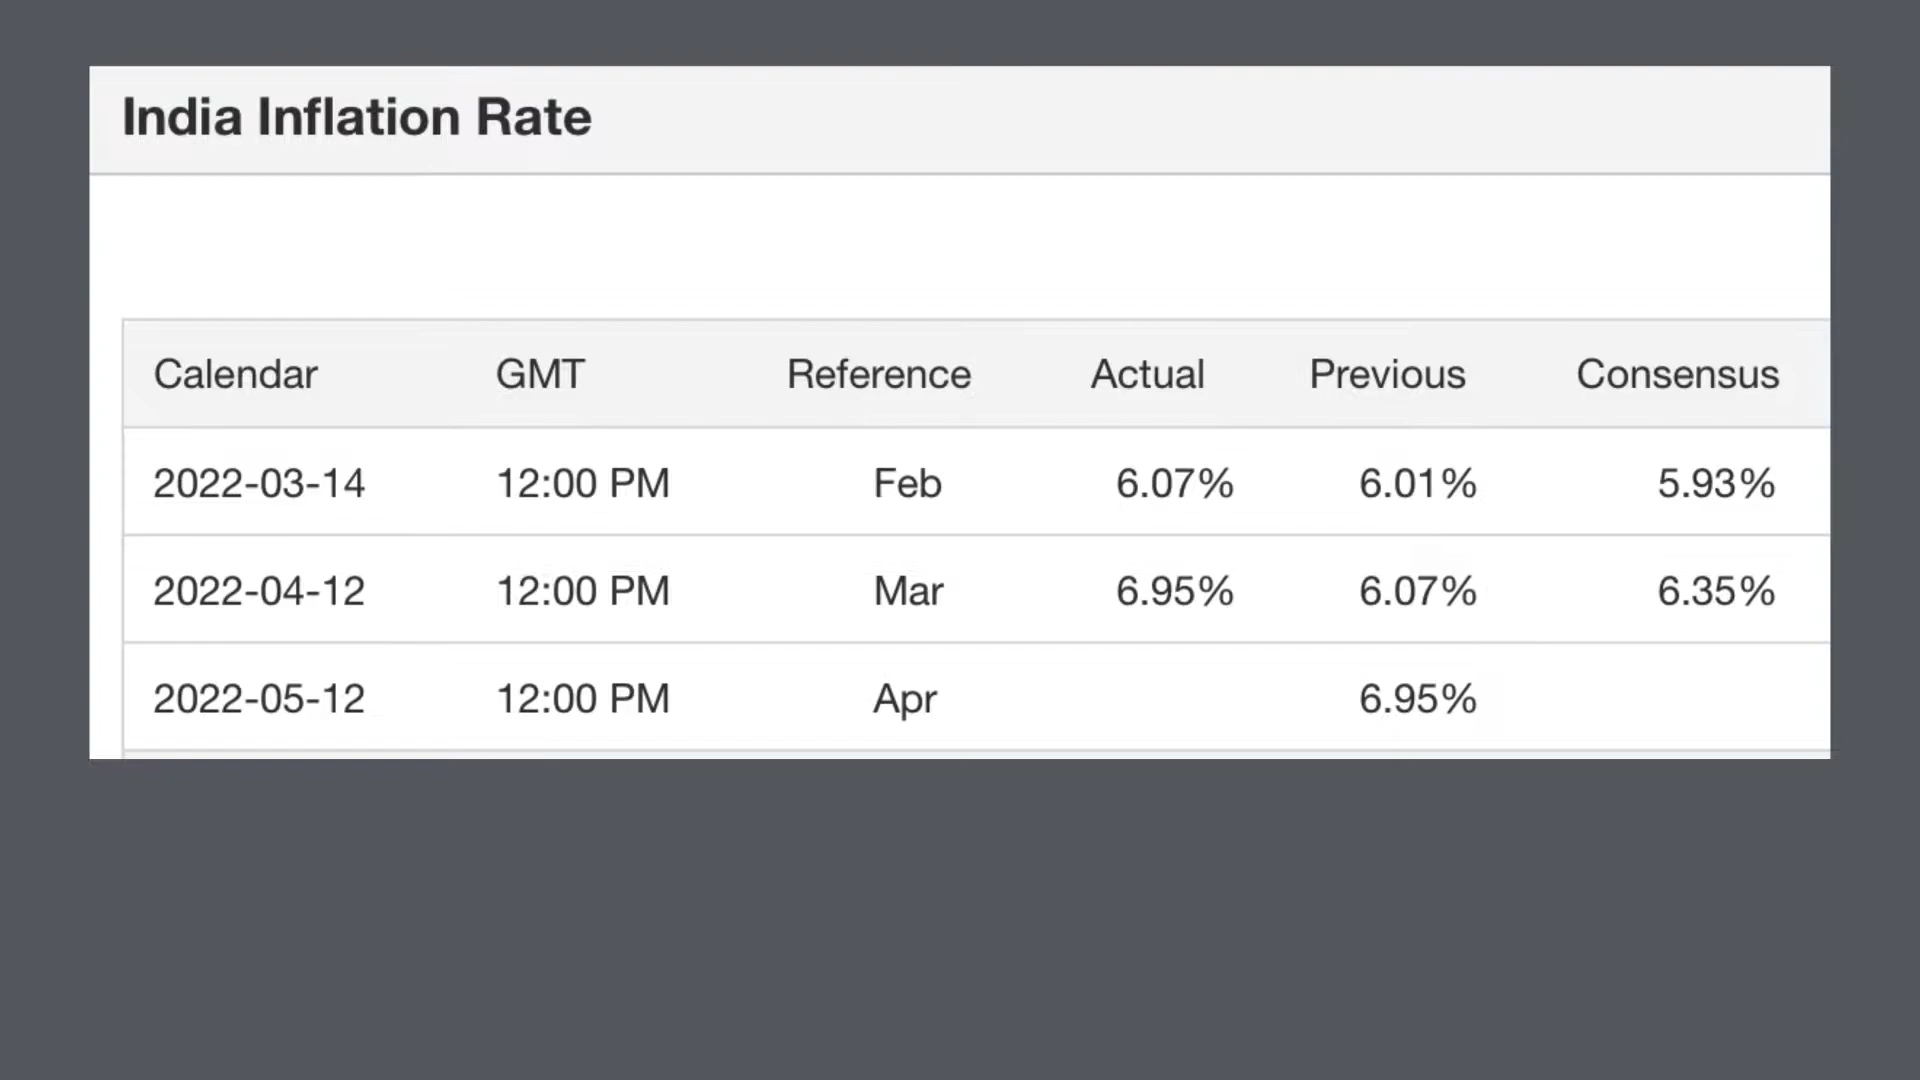 India Inflation Rate
Calendar GMT Reference Actual Previous Consensus
2022-03-14 12:00 PM Feb 6.07% 6.01% 5.93%
2022-04-12 12:00 PM Mar 6.95% 6.07% 6.35%
2022-05-12 12:00 PM Apr 6.95%